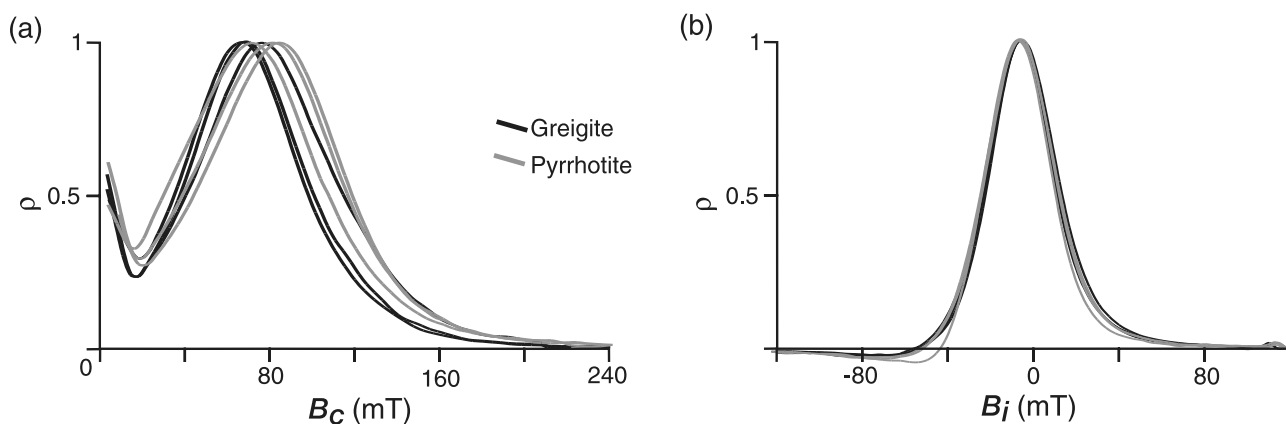 (a)
1
0.5
ρ
0
80
160
240
B_C (mT)
Greigite
Pyrrhotite
(b)
1
0.5
ρ
-80
0
80
B_i (mT)